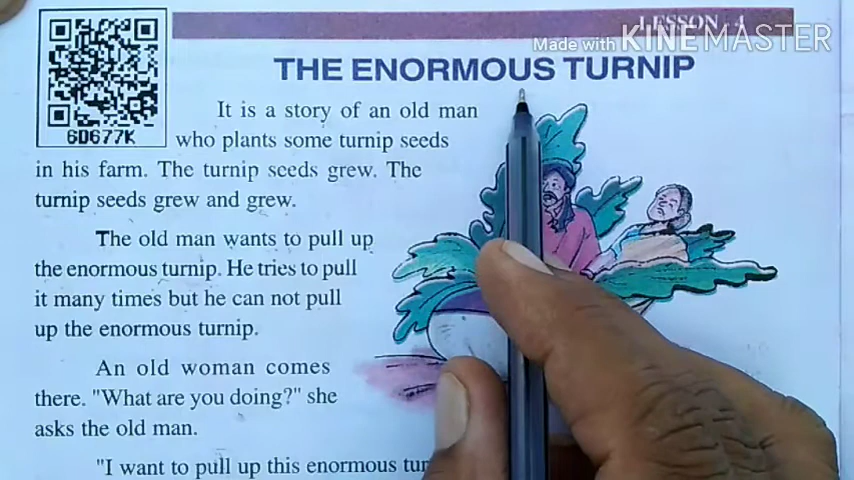 LESSON - 4
Made with KINEMASTER
THE ENORMOUS TURNIP
6D677K
It is a story of an old man
who plants some turnip seeds
in his farm. The turnip seeds grew. The
turnip seeds grew and grew.
The old man wants to pull up
the enormous turnip. He tries to pull
it many times but he can not pull
up the enormous turnip.
An old woman comes
there. "What are you doing?" she
asks the old man.
"I want to pull up this enormous